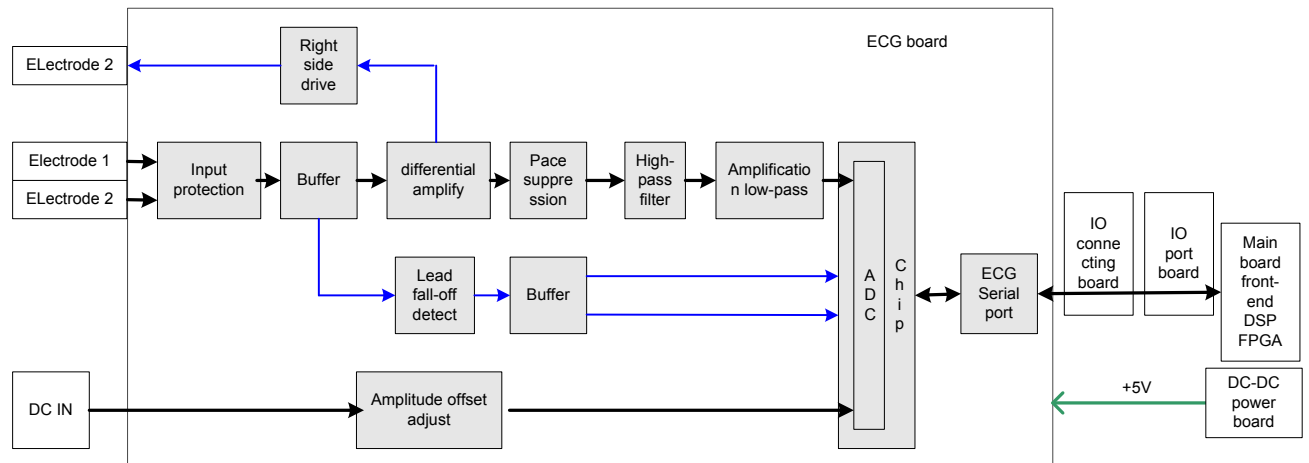 ECG board
Right
side
drive
ELectrode 2
Electrode 1
ELectrode 2
Input
protection
Buffer
differential
amplify
Pace
suppre
ssion
High-
pass
filter
Amplificatio
n low-pass
Lead
fall-off
detect
Buffer
A
D
C
C
h
i
p
ECG
Serial
port
IO
conne
cting
board
IO
port
board
Main
board
front-
end
DSP
FPGA
DC IN
Amplitude offset
adjust
+5V
DC-DC
power
board